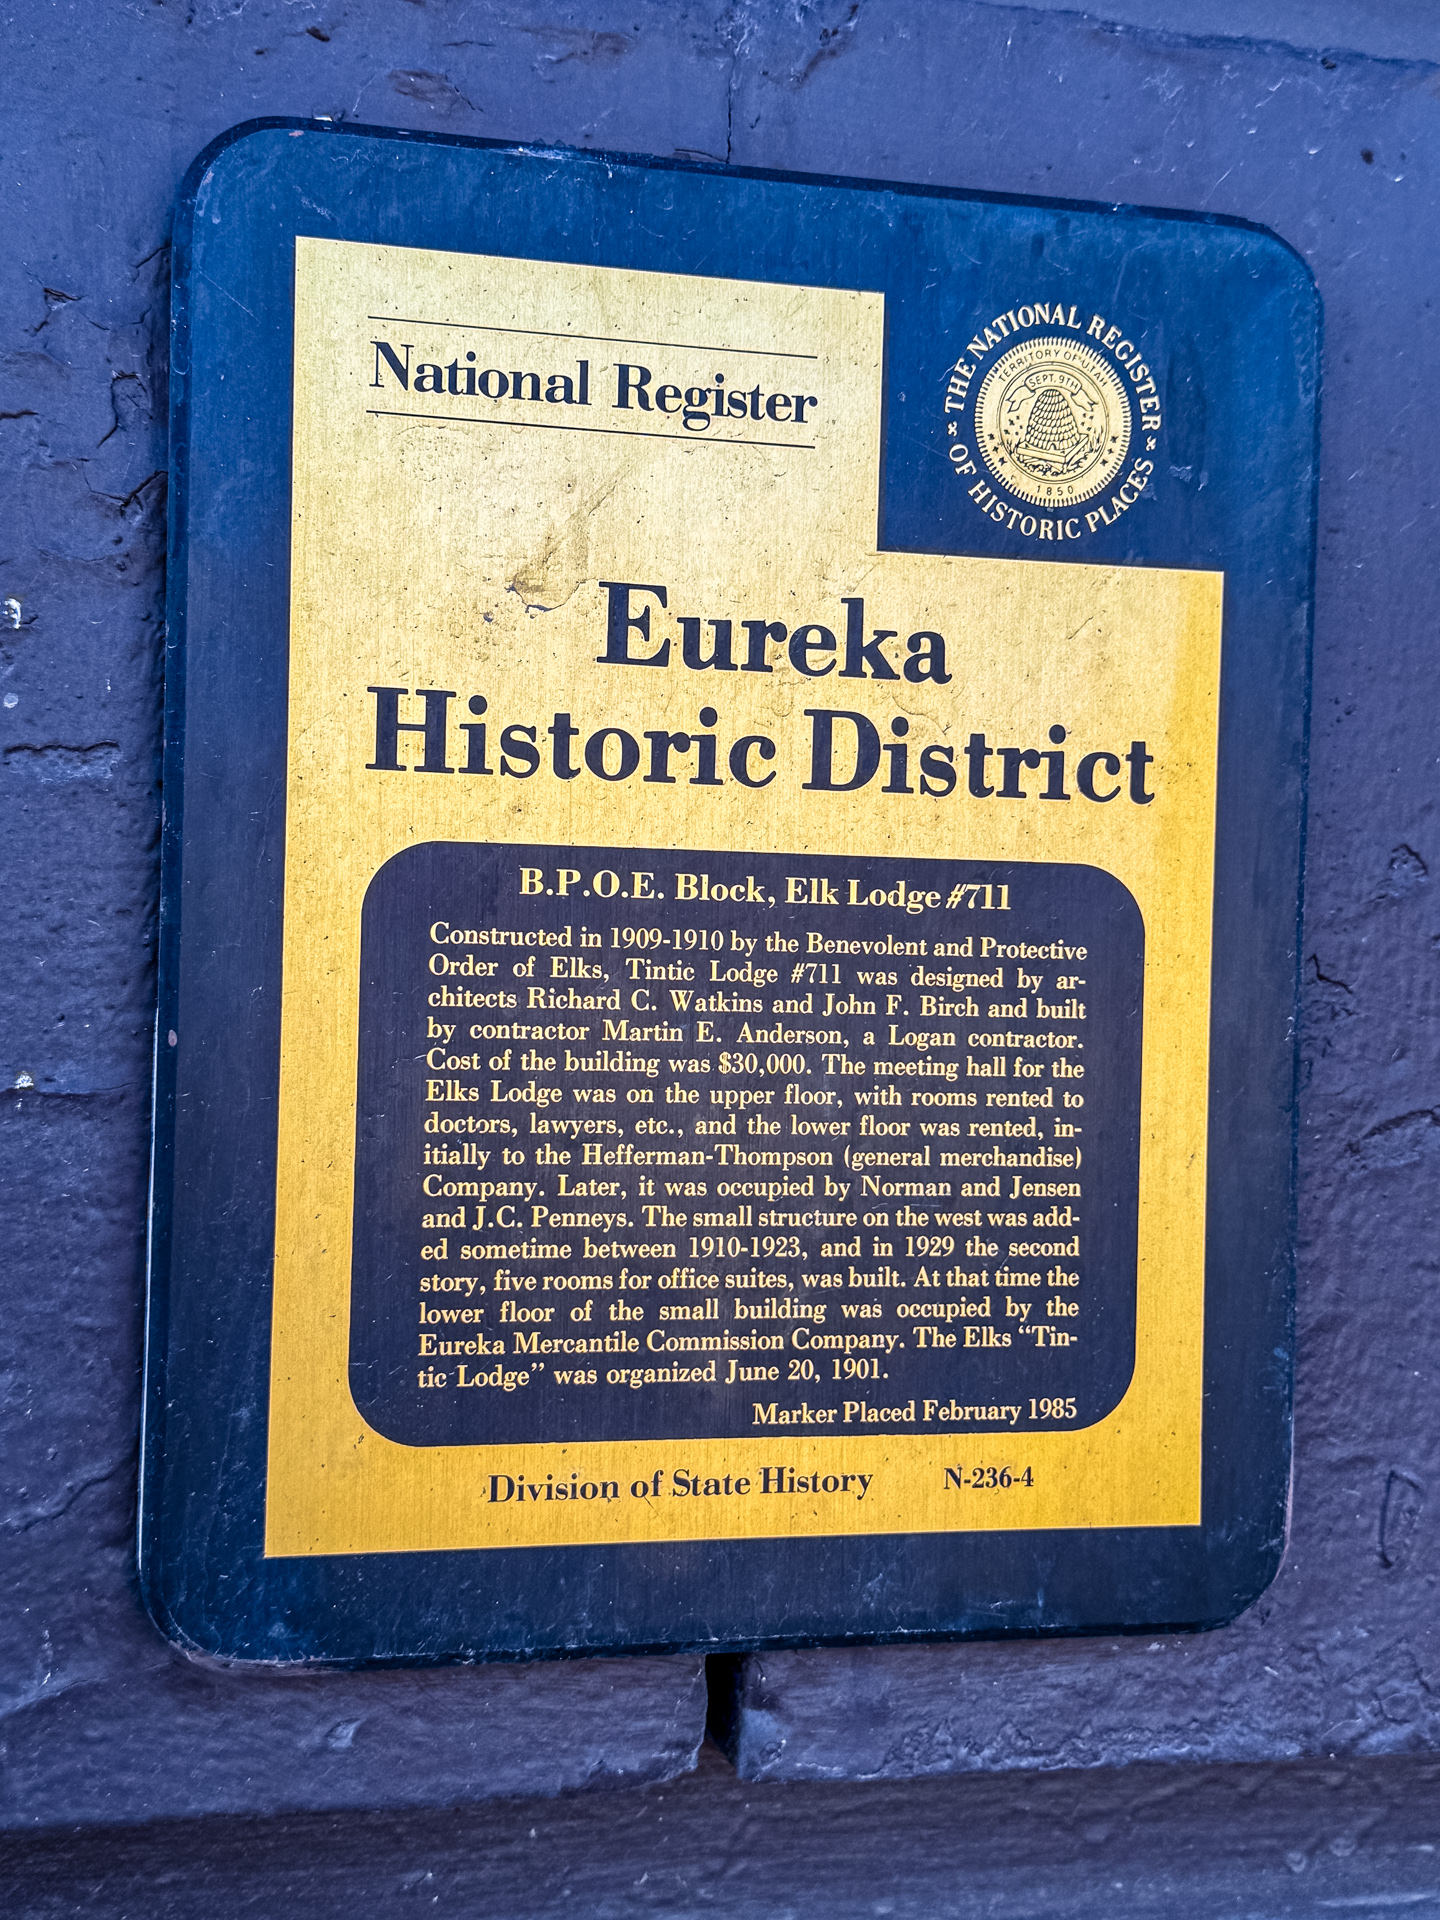 National Register
THE NATIONAL REGISTER
OF HISTORIC PLACES
TERRITORY OF UTAH
SEPT. 9TH
1850
Eureka
Historic District
B.P.O.E. Block, Elk Lodge #711
Constructed in 1909-1910 by the Benevolent and Protective
Order of Elks, Tintic Lodge #711 was designed by ar-
chitects Richard C. Watkins and John F. Birch and built
by contractor Martin E. Anderson, a Logan contractor.
Cost of the building was $30,000. The meeting hall for the
Elks Lodge was on the upper floor, with rooms rented to
doctors, lawyers, etc., and the lower floor was rented, in-
itially to the Hefferman-Thompson (general merchandise)
Company. Later, it was occupied by Norman and Jensen
and J.C. Penneys. The small structure on the west was add-
ed sometime between 1910-1923, and in 1929 the second
story, five rooms for office suites, was built. At that time the
lower floor of the small building was occupied by the
Eureka Mercantile Commission Company. The Elks “Tin-
tic Lodge” was organized June 20, 1901.
Marker Placed February 1985
Division of State History N-236-4